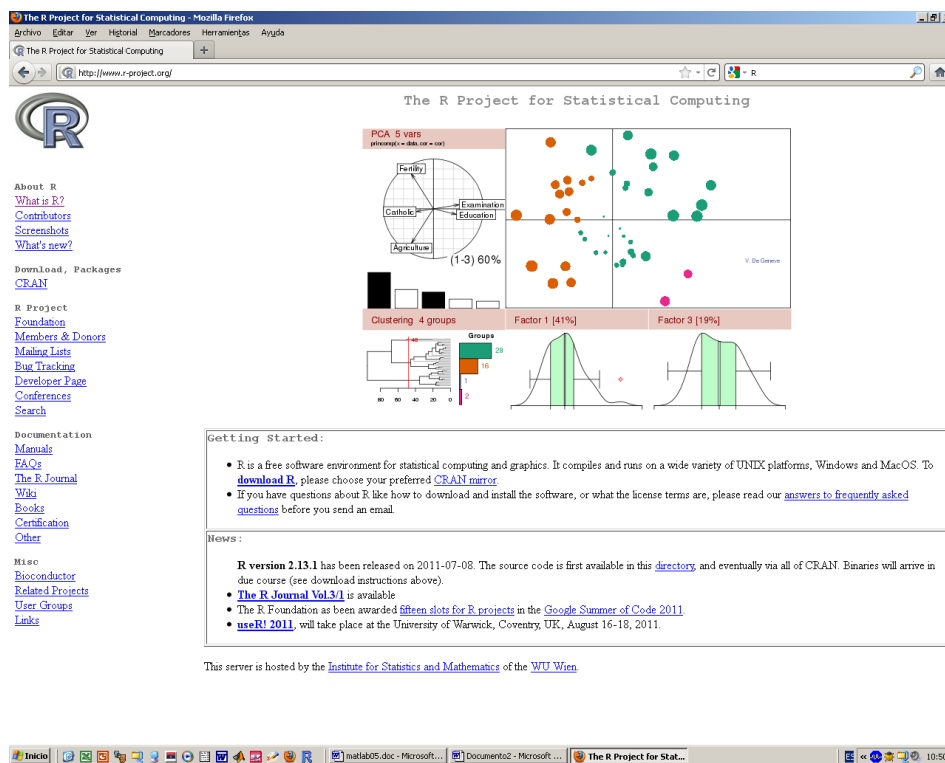 The R Project for Statistical Computing - Mozilla Firefox
Archivo Editar Ver Historial Marcadores Herramientas Ayuda
The R Project for Statistical Computing +
http://www.r-project.org/
R
R
The R Project for Statistical Computing
PCA 5 vars
princomp(x = data, cor = cor)
Fertility
Catholic
Examination
Education
Agriculture
(1-3) 60%
V. De Geneve
Clustering 4 groups
Factor 1 [41%]
Factor 3 [19%]
Groups
28
16
1
2
80 60 40 20 0
About R
What is R?
Contributors
Screenshots
What's new?
Download, Packages
CRAN
R Project
Foundation
Members & Donors
Mailing Lists
Bug Tracking
Developer Page
Conferences
Search
Documentation
Manuals
FAQs
The R Journal
Wiki
Books
Certification
Other
Misc
Bioconductor
Related Projects
User Groups
Links
Getting Started:
R is a free software environment for statistical computing and graphics. It compiles and runs on a wide variety of UNIX platforms, Windows and MacOS. To
download R, please choose your preferred CRAN mirror.
If you have questions about R like how to download and install the software, or what the license terms are, please read our answers to frequently asked
questions before you send an email.
News:
R version 2.13.1 has been released on 2011-07-08. The source code is first available in this directory, and eventually via all of CRAN. Binaries will arrive in
due course (see download instructions above).
The R Journal Vol.3/1 is available
The R Foundation as been awarded fifteen slots for R projects in the Google Summer of Code 2011.
useR! 2011, will take place at the University of Warwick, Coventry, UK, August 16-18, 2011.
This server is hosted by the Institute for Statistics and Mathematics of the WU Wien.
Inicio
matlab05.doc - Microsoft...
Documento2 - Microsoft ...
The R Project for Stat...